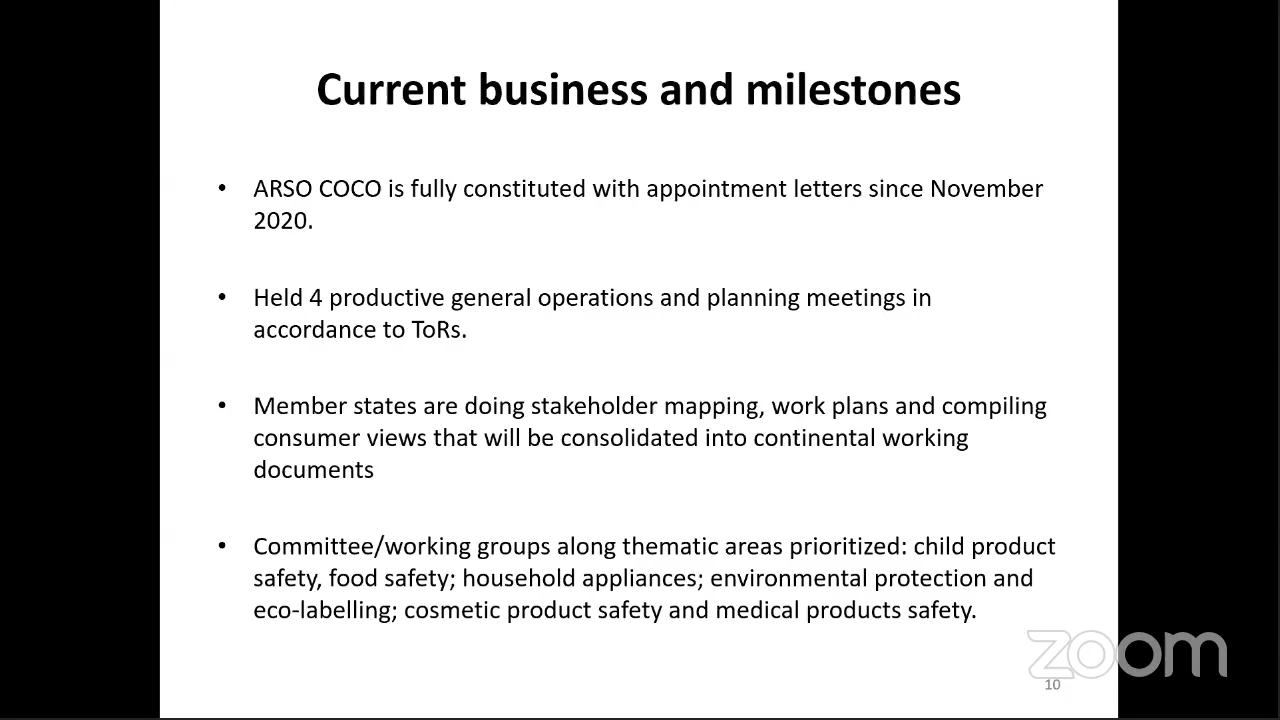 Current business and milestones
• ARSO COCO is fully constituted with appointment letters since November
2020.
• Held 4 productive general operations and planning meetings in
accordance to ToRs.
• Member states are doing stakeholder mapping, work plans and compiling
consumer views that will be consolidated into continental working
documents
• Committee/working groups along thematic areas prioritized: child product
safety, food safety; household appliances; environmental protection and
eco-labelling; cosmetic product safety and medical products safety.
zoom
10